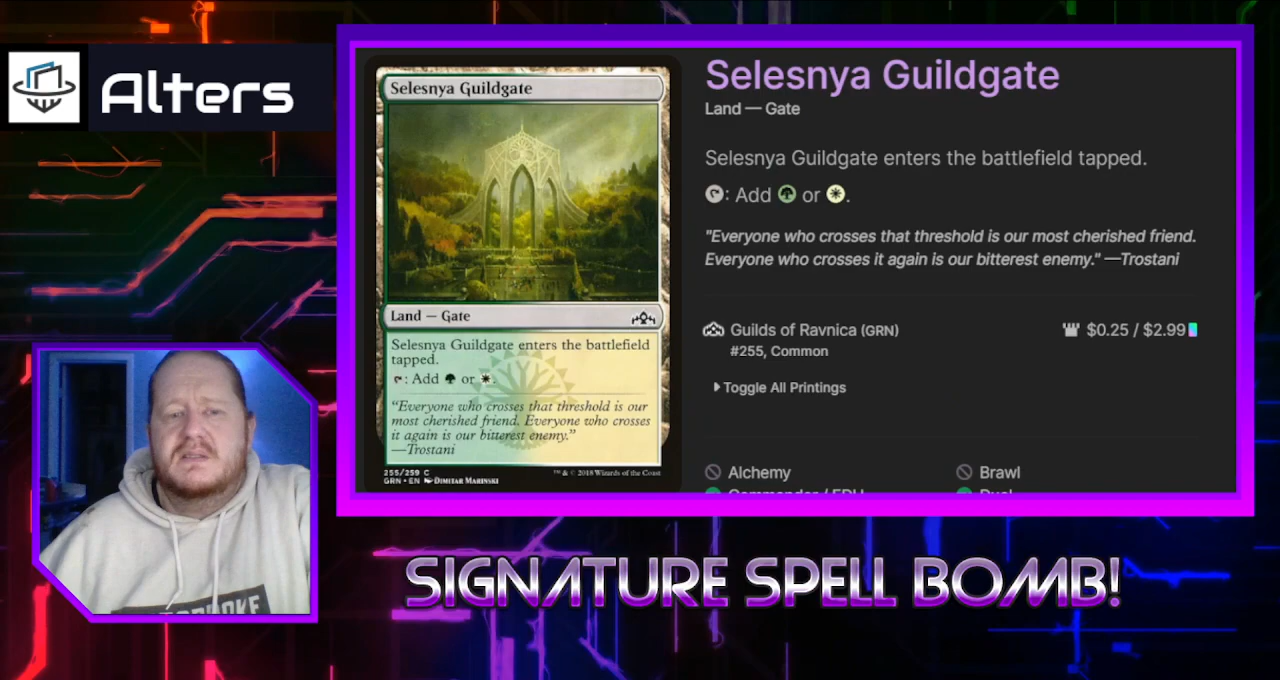 Alters
Selesnya Guildgate
Land — Gate
Selesnya Guildgate enters the battlefield
tapped.
: Add or .
“Everyone who crosses that threshold is our
most cherished friend. Everyone who crosses
it again is our bitterest enemy.”
—Trostani
255/259 C
GRN • EN DIMITAR MARINSKI
™ & © 2018 Wizards of the Coast
Selesnya Guildgate
Land — Gate
Selesnya Guildgate enters the battlefield tapped.
: Add or .
"Everyone who crosses that threshold is our most cherished friend.
Everyone who crosses it again is our bitterest enemy." —Trostani
Guilds of Ravnica (GRN)
$0.25 / $2.99
#255, Common
Toggle All Printings
Alchemy
Brawl
Commander / EDH
Duel
SIGNATURE SPELL BOMB!